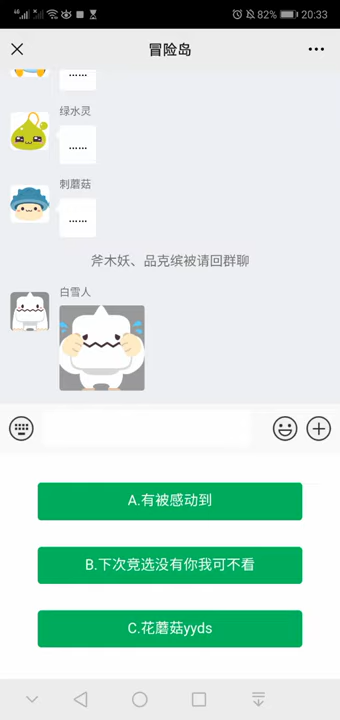 4G 82% 20:33
冒险岛
……
绿水灵
……
刺蘑菇
……
斧木妖、品克缤被请回群聊
白雪人
A.有被感动到
B.下次竞选没有你我可不看
C.花蘑菇yyds